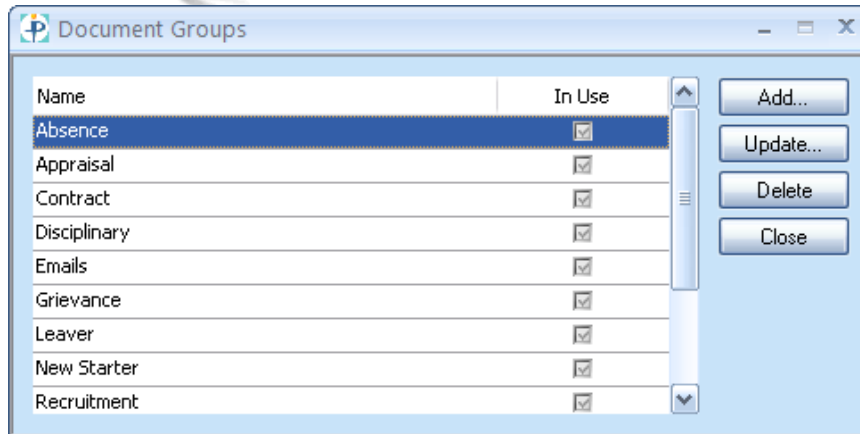 Document Groups
Name In Use
Absence
Appraisal
Contract
Disciplinary
Emails
Grievance
Leaver
New Starter
Recruitment
Add...
Update...
Delete
Close